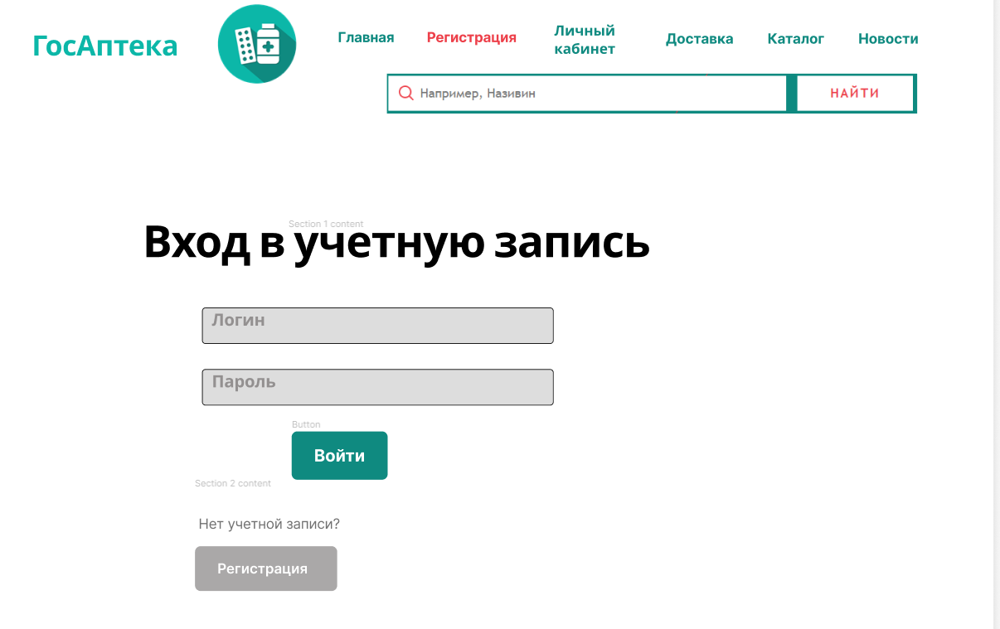 ГосАптека
Главная
Регистрация
Личный
кабинет
Доставка
Каталог
Новости
Например, Називин
НАЙТИ
Section 1 content
Вход в учетную запись
Логин
Пароль
Button
Войти
Section 2 content
Нет учетной записи?
Регистрация